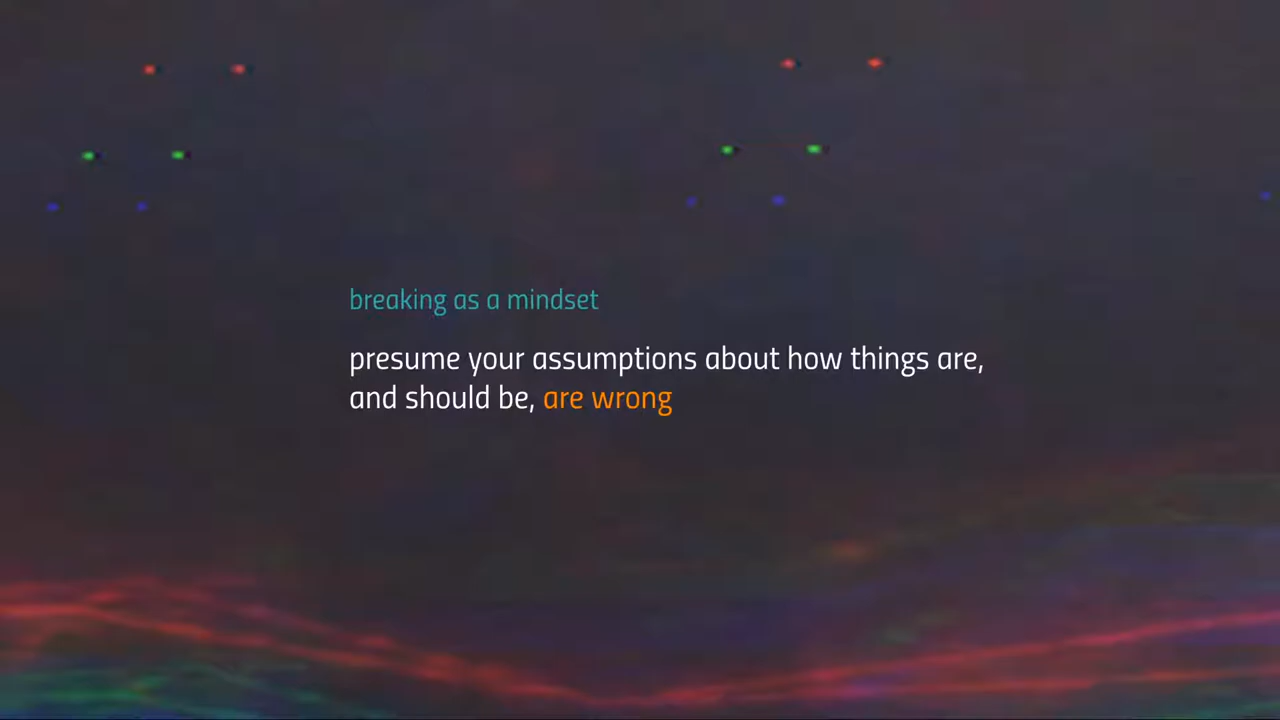 breaking as a mindset
presume your assumptions about how things are,
and should be, are wrong